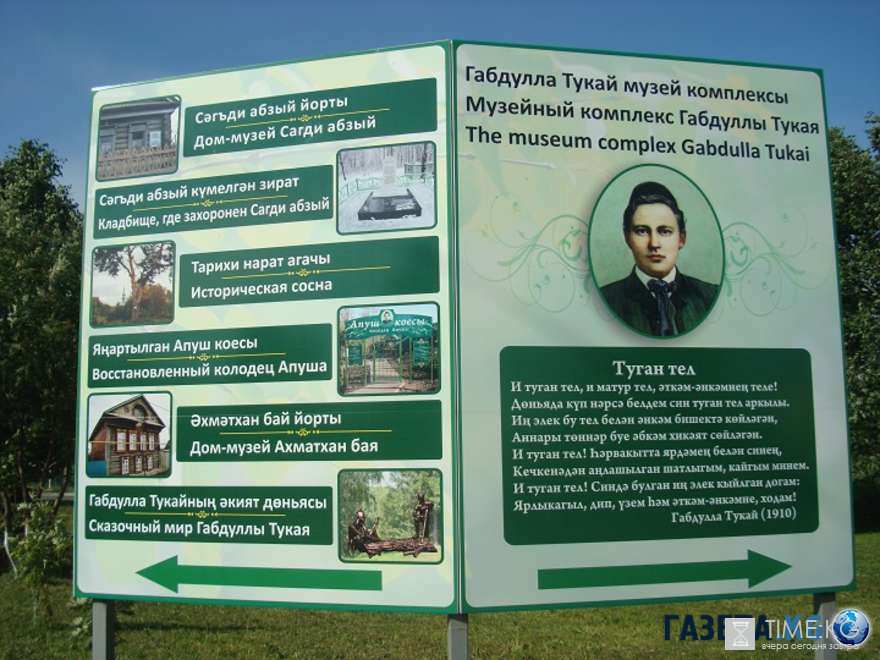 Сәгъди абзый йорты
Дом-музей Сагди абзый
Сәгъди абзый күмелгән зират
Кладбище, где захоронен Сагди абзый
Тарихи нарат агачы
Историческая сосна
Яңартылган Апуш коесы
Восстановленный колодец Апуша
Апуш коесы
Әхмәтхан бай йорты
Дом-музей Ахматхан бая
Габдулла Тукайның әкият дөньясы
Сказочный мир Габдуллы Тукая
Габдулла Тукай музей комплексы
Музейный комплекс Габдуллы Тукая
The museum complex Gabdulla Tukai
Туган тел
И туган тел, и матур тел, әткәм-әнкәмнең теле!
Дөньяда күп нәрсә белдем син туган тел аркылы.
Иң элек бу тел белән әнкәм бишектә көйләгән,
Аннары төннәр буе әбкәм хикәят сөйләгән.
И туган тел! Һәрвакытта ярдәмең белән синең,
Кечкенәдән аңлашылган шатлыгым, кайгым минем.
И туган тел! Синдә булган иң элек кыйлган догам:
Ярлыкагыл, дип, үзем һәм әткәм-әнкәмне, ходам!
Габдулла Тукай (1910)
ГАЗЕТА.МЕ
TIME.KG
вчера сегодня завтра